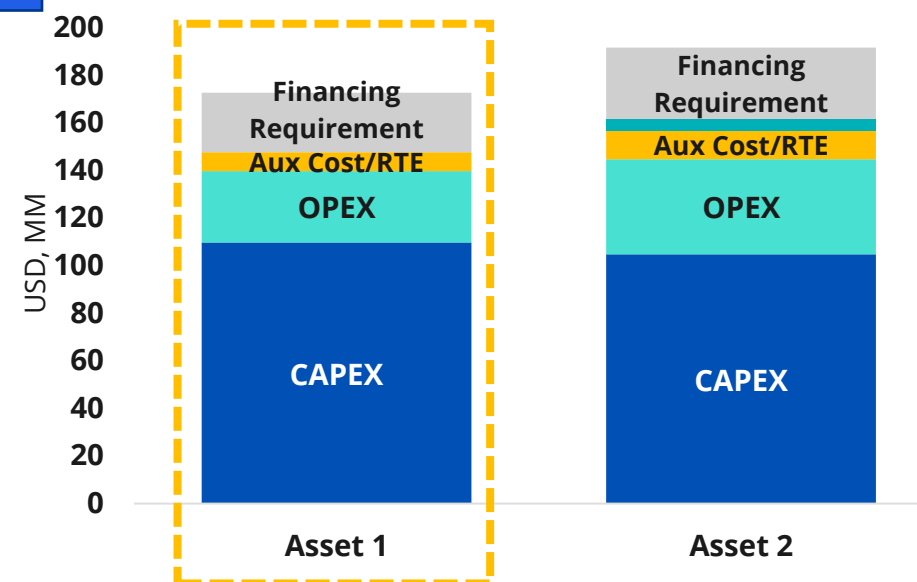 200
180
160
140
120
100
80
60
40
20
0
USD, MM
Financing
Requirement
Aux Cost/RTE
OPEX
CAPEX
Asset 1
Financing
Requirement
Aux Cost/RTE
OPEX
CAPEX
Asset 2